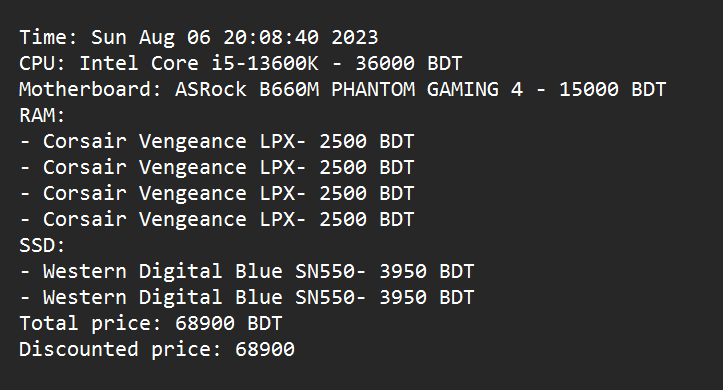 Time: Sun Aug 06 20:08:40 2023
CPU: Intel Core i5-13600K - 36000 BDT
Motherboard: ASRock B660M PHANTOM GAMING 4 - 15000 BDT
RAM:
- Corsair Vengeance LPX- 2500 BDT
- Corsair Vengeance LPX- 2500 BDT
- Corsair Vengeance LPX- 2500 BDT
- Corsair Vengeance LPX- 2500 BDT
SSD:
- Western Digital Blue SN550- 3950 BDT
- Western Digital Blue SN550- 3950 BDT
Total price: 68900 BDT
Discounted price: 68900